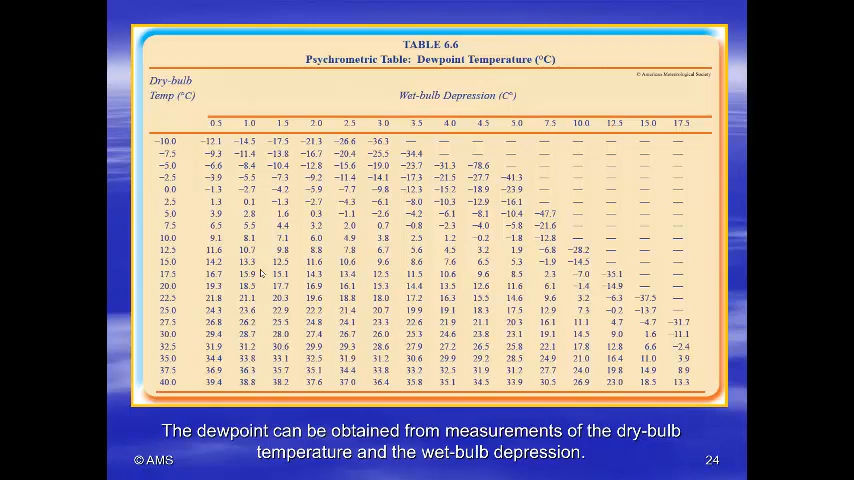 TABLE 6.6
Psychrometric Table: Dewpoint Temperature (°C)
© American Meteorological Society
Dry-bulb
Temp (°C) Wet-bulb Depression (C°)
0.5 1.0 1.5 2.0 2.5 3.0 3.5 4.0 4.5 5.0 7.5 10.0 12.5 15.0 17.5
−10.0 −12.1 −14.5 −17.5 −21.3 −26.6 −36.3 — — — — — — — — —
−7.5 −9.3 −11.4 −13.8 −16.7 −20.4 −25.5 −34.4 — — — — — — — —
−5.0 −6.6 −8.4 −10.4 −12.8 −15.6 −19.0 −23.7 −31.3 −78.6 — — — — — —
−2.5 −3.9 −5.5 −7.3 −9.2 −11.4 −14.1 −17.3 −21.5 −27.7 −41.3 — — — — —
0.0 −1.3 −2.7 −4.2 −5.9 −7.7 −9.8 −12.3 −15.2 −18.9 −23.9 — — — — —
2.5 1.3 0.1 −1.3 −2.7 −4.3 −6.1 −8.0 −10.3 −12.9 −16.1 — — — — —
5.0 3.9 2.8 1.6 0.3 −1.1 −2.6 −4.2 −6.1 −8.1 −10.4 −47.7 — — — —
7.5 6.5 5.5 4.4 3.2 2.0 0.7 −0.8 −2.3 −4.0 −5.8 −21.6 — — — —
10.0 9.1 8.1 7.1 6.0 4.9 3.8 2.5 1.2 −0.2 −1.8 −12.8 — — — —
12.5 11.6 10.7 9.8 8.8 7.8 6.7 5.6 4.5 3.2 1.9 −6.8 −28.2 — — —
15.0 14.2 13.3 12.5 11.6 10.6 9.6 8.6 7.6 6.5 5.3 −1.9 −14.5 — — —
17.5 16.7 15.9 15.1 14.3 13.4 12.5 11.5 10.6 9.6 8.5 2.3 −7.0 −35.1 — —
20.0 19.3 18.5 17.7 16.9 16.1 15.3 14.4 13.5 12.6 11.6 6.1 −1.4 −14.9 — —
22.5 21.8 21.1 20.3 19.6 18.8 18.0 17.2 16.3 15.5 14.6 9.6 3.2 −6.3 −37.5 —
25.0 24.3 23.6 22.9 22.2 21.4 20.7 19.9 19.1 18.3 17.5 12.9 7.3 −0.2 −13.7 —
27.5 26.8 26.2 25.5 24.8 24.1 23.3 22.6 21.9 21.1 20.3 16.1 11.1 4.7 −4.7 −31.7
30.0 29.4 28.7 28.0 27.4 26.7 26.0 25.3 24.6 23.8 23.1 19.1 14.5 9.0 1.6 −11.1
32.5 31.9 31.2 30.6 29.9 29.3 28.6 27.9 27.2 26.5 25.8 22.1 17.8 12.8 6.6 −2.4
35.0 34.4 33.8 33.1 32.5 31.9 31.2 30.6 29.9 29.2 28.5 24.9 21.0 16.4 11.0 3.9
37.5 36.9 36.3 35.7 35.1 34.4 33.8 33.2 32.5 31.9 31.2 27.7 24.0 19.8 14.9 8.9
40.0 39.4 38.8 38.2 37.6 37.0 36.4 35.8 35.1 34.5 33.9 30.5 26.9 23.0 18.5 13.3
The dewpoint can be obtained from measurements of the dry-bulb
temperature and the wet-bulb depression.
© AMS 24